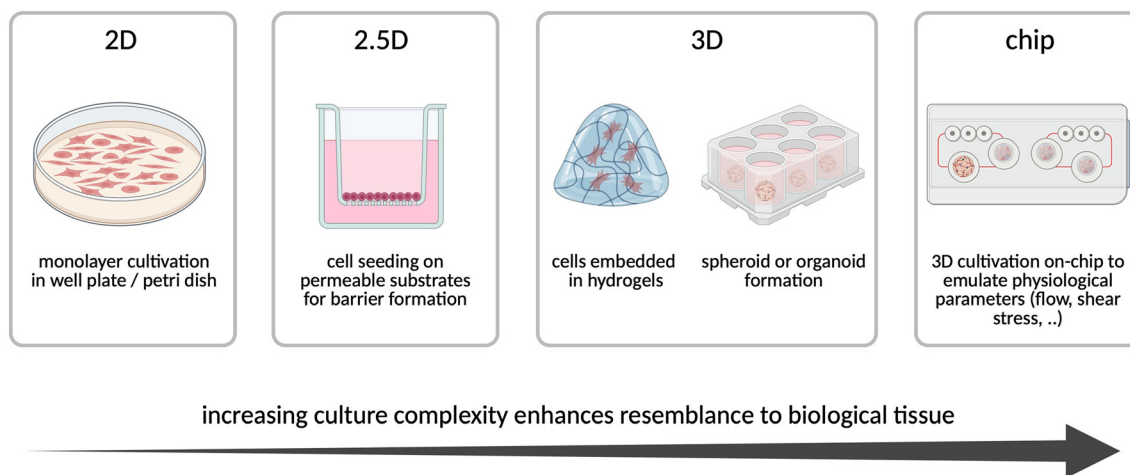 2D
monolayer cultivation
in well plate / petri dish
2.5D
cell seeding on
permeable substrates
for barrier formation
3D
cells embedded
in hydrogels
spheroid or organoid
formation
chip
3D cultivation on-chip to
emulate physiological
parameters (flow, shear
stress, ..)
increasing culture complexity enhances resemblance to biological tissue